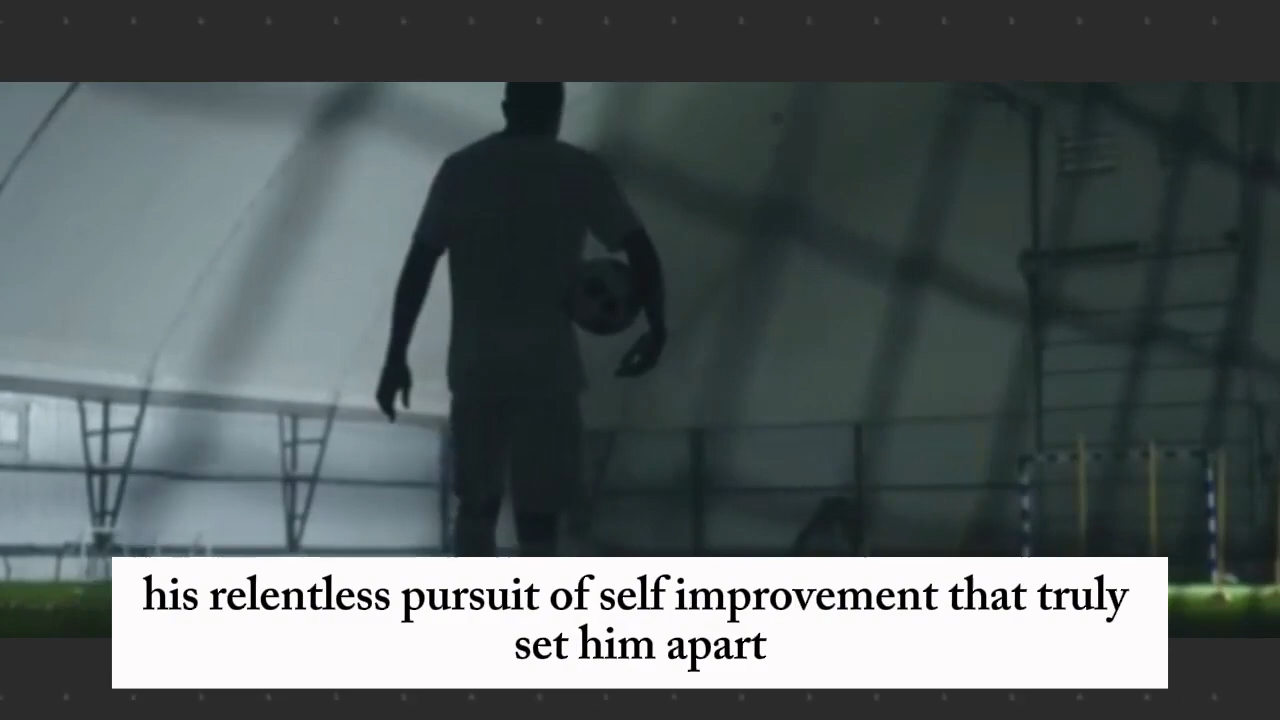 his relentless pursuit of self improvement that truly
set him apart